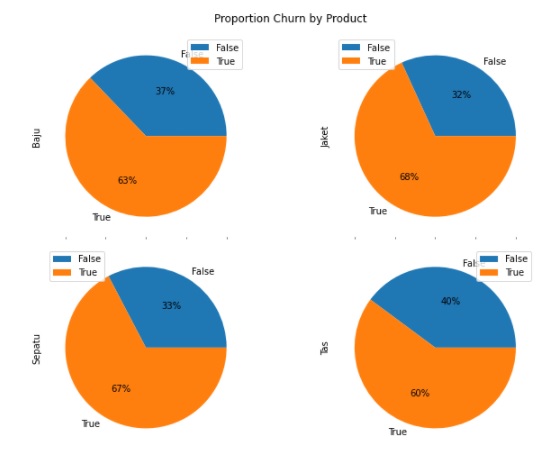 Proportion Churn by Product
False
False
True
37%
63%
True
Baju
False
True
False
32%
68%
True
Jaket
False
True
False
33%
67%
True
Sepatu
False
False
True
40%
60%
True
Tas